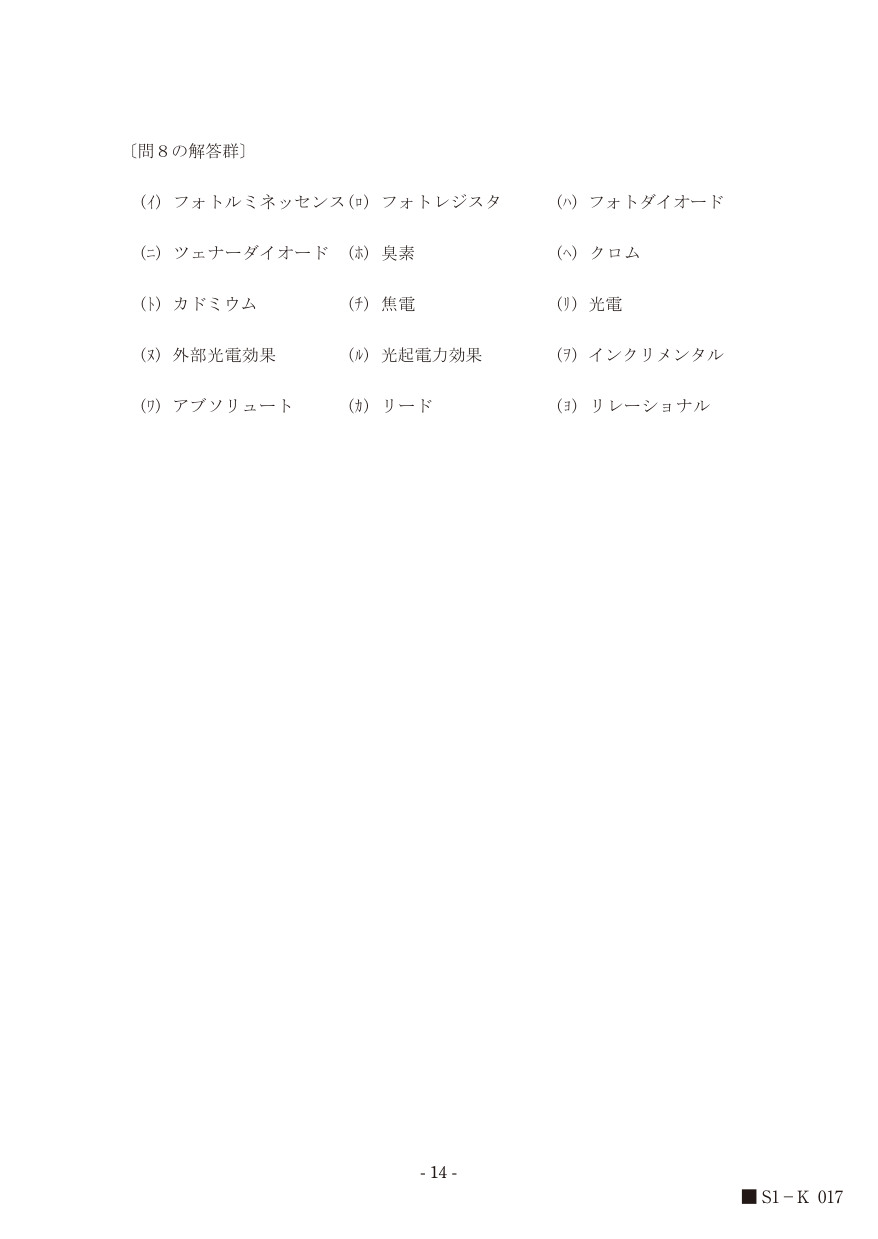 〔問８の解答群〕
(ｲ) フォトルミネッセンス (ﾛ) フォトレジスタ (ﾊ) フォトダイオード
(ﾆ) ツェナーダイオード (ﾎ) 臭素 (ﾍ) クロム
(ﾄ) カドミウム (ﾁ) 焦電 (ﾘ) 光電
(ﾇ) 外部光電効果 (ﾙ) 光起電力効果 (ｦ) インクリメンタル
(ﾜ) アブソリュート (ｶ) リード (ﾖ) リレーショナル
- 14 -
■ S1－K 017